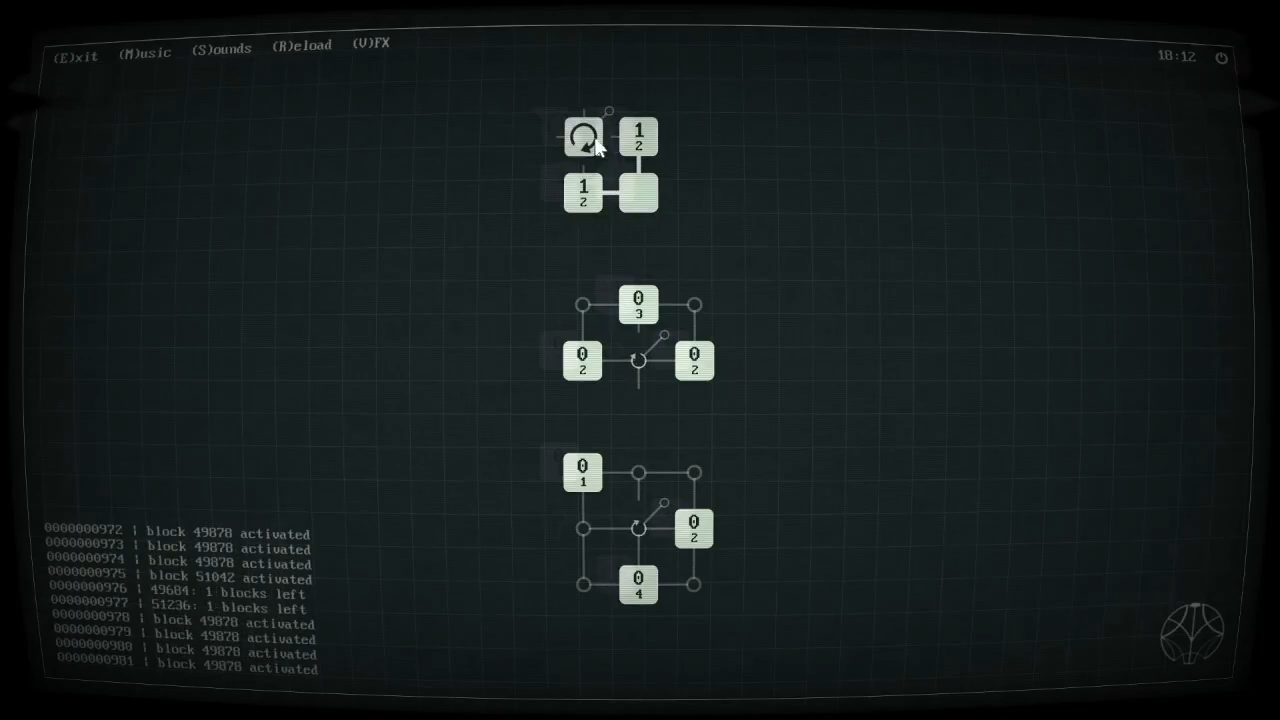 (E)xit (M)usic (S)ounds (R)eload (V)FX
18:12
1
2
1
2
0
3
0
2
0
2
0
1
0
2
0
4
0000000972 | block 49878 activated
0000000973 | block 49878 activated
0000000974 | block 49878 activated
0000000975 | block 51042 activated
0000000976 | 49684: 1 blocks left
0000000977 | 51236: 1 blocks left
0000000978 | block 49878 activated
0000000979 | block 49878 activated
0000000980 | block 49878 activated
0000000981 | block 49878 activated